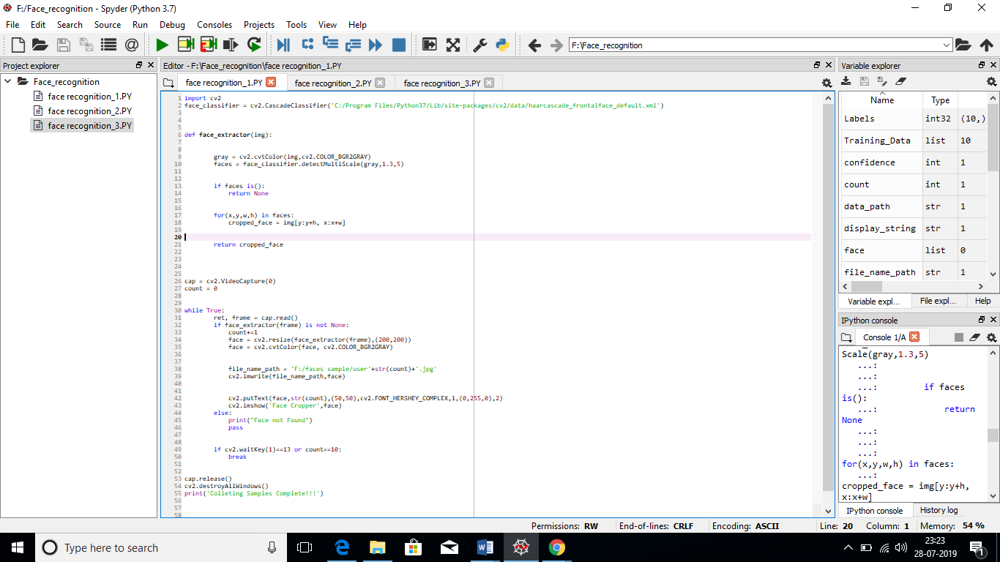 F:/Face_recognition - Spyder (Python 3.7)
File Edit Search Source Run Debug Consoles Projects Tools View Help
F:\Face_recognition
Project explorer
Face_recognition
face recognition_1.PY
face recognition_2.PY
face recognition_3.PY
Editor - F:\Face_recognition\face recognition_1.PY
face recognition_1.PY face recognition_2.PY face recognition_3.PY
1 import cv2
2 face_classifier = cv2.CascadeClassifier('C:/Program Files/Python37/Lib/site-packages/cv2/data/haarcascade_frontalface_default.xml')
3
4
5
6 def face_extractor(img):
7
8
9 gray = cv2.cvtColor(img,cv2.COLOR_BGR2GRAY)
10 faces = face_classifier.detectMultiScale(gray,1.3,5)
11
12
13 if faces is():
14 return None
15
16
17 for(x,y,w,h) in faces:
18 cropped_face = img[y:y+h, x:x+w]
19
20
21 return cropped_face
22
23
24
25
26 cap = cv2.VideoCapture(0)
27 count = 0
28
29
30 while True:
31 ret, frame = cap.read()
32 if face_extractor(frame) is not None:
33 count+=1
34 face = cv2.resize(face_extractor(frame),(200,200))
35 face = cv2.cvtColor(face, cv2.COLOR_BGR2GRAY)
36
37
38 file_name_path = 'F:/faces sample/user'+str(count)+'.jpg'
39 cv2.imwrite(file_name_path,face)
40
41
42 cv2.putText(face,str(count),(50,50),cv2.FONT_HERSHEY_COMPLEX,1,(0,255,0),2)
43 cv2.imshow('Face Cropper',face)
44 else:
45 print("Face not Found")
46 pass
47
48
49 if cv2.waitKey(1)==13 or count==10:
50 break
51
52
53 cap.release()
54 cv2.destroyAllWindows()
55 print('Colleting Samples Complete!!!')
56
57
58
Variable explorer
Name Type
Labels int32 (10,)
Training_Data list 10
confidence int 1
count int 1
data_path str 1
display_string str 1
face list 0
file_name_path str 1
Variable expl... File expl... Help
IPython console
Console 1/A
Scale(gray,1.3,5)
...:
...:
...: if faces
is():
...: return
None
...:
...:
...:
for(x,y,w,h) in faces:
...:
cropped_face = img[y:y+h,
x:x+w]
IPython console History log
Permissions: RW End-of-lines: CRLF Encoding: ASCII Line: 20 Column: 1 Memory: 54 %
Type here to search
23:23
28-07-2019
1